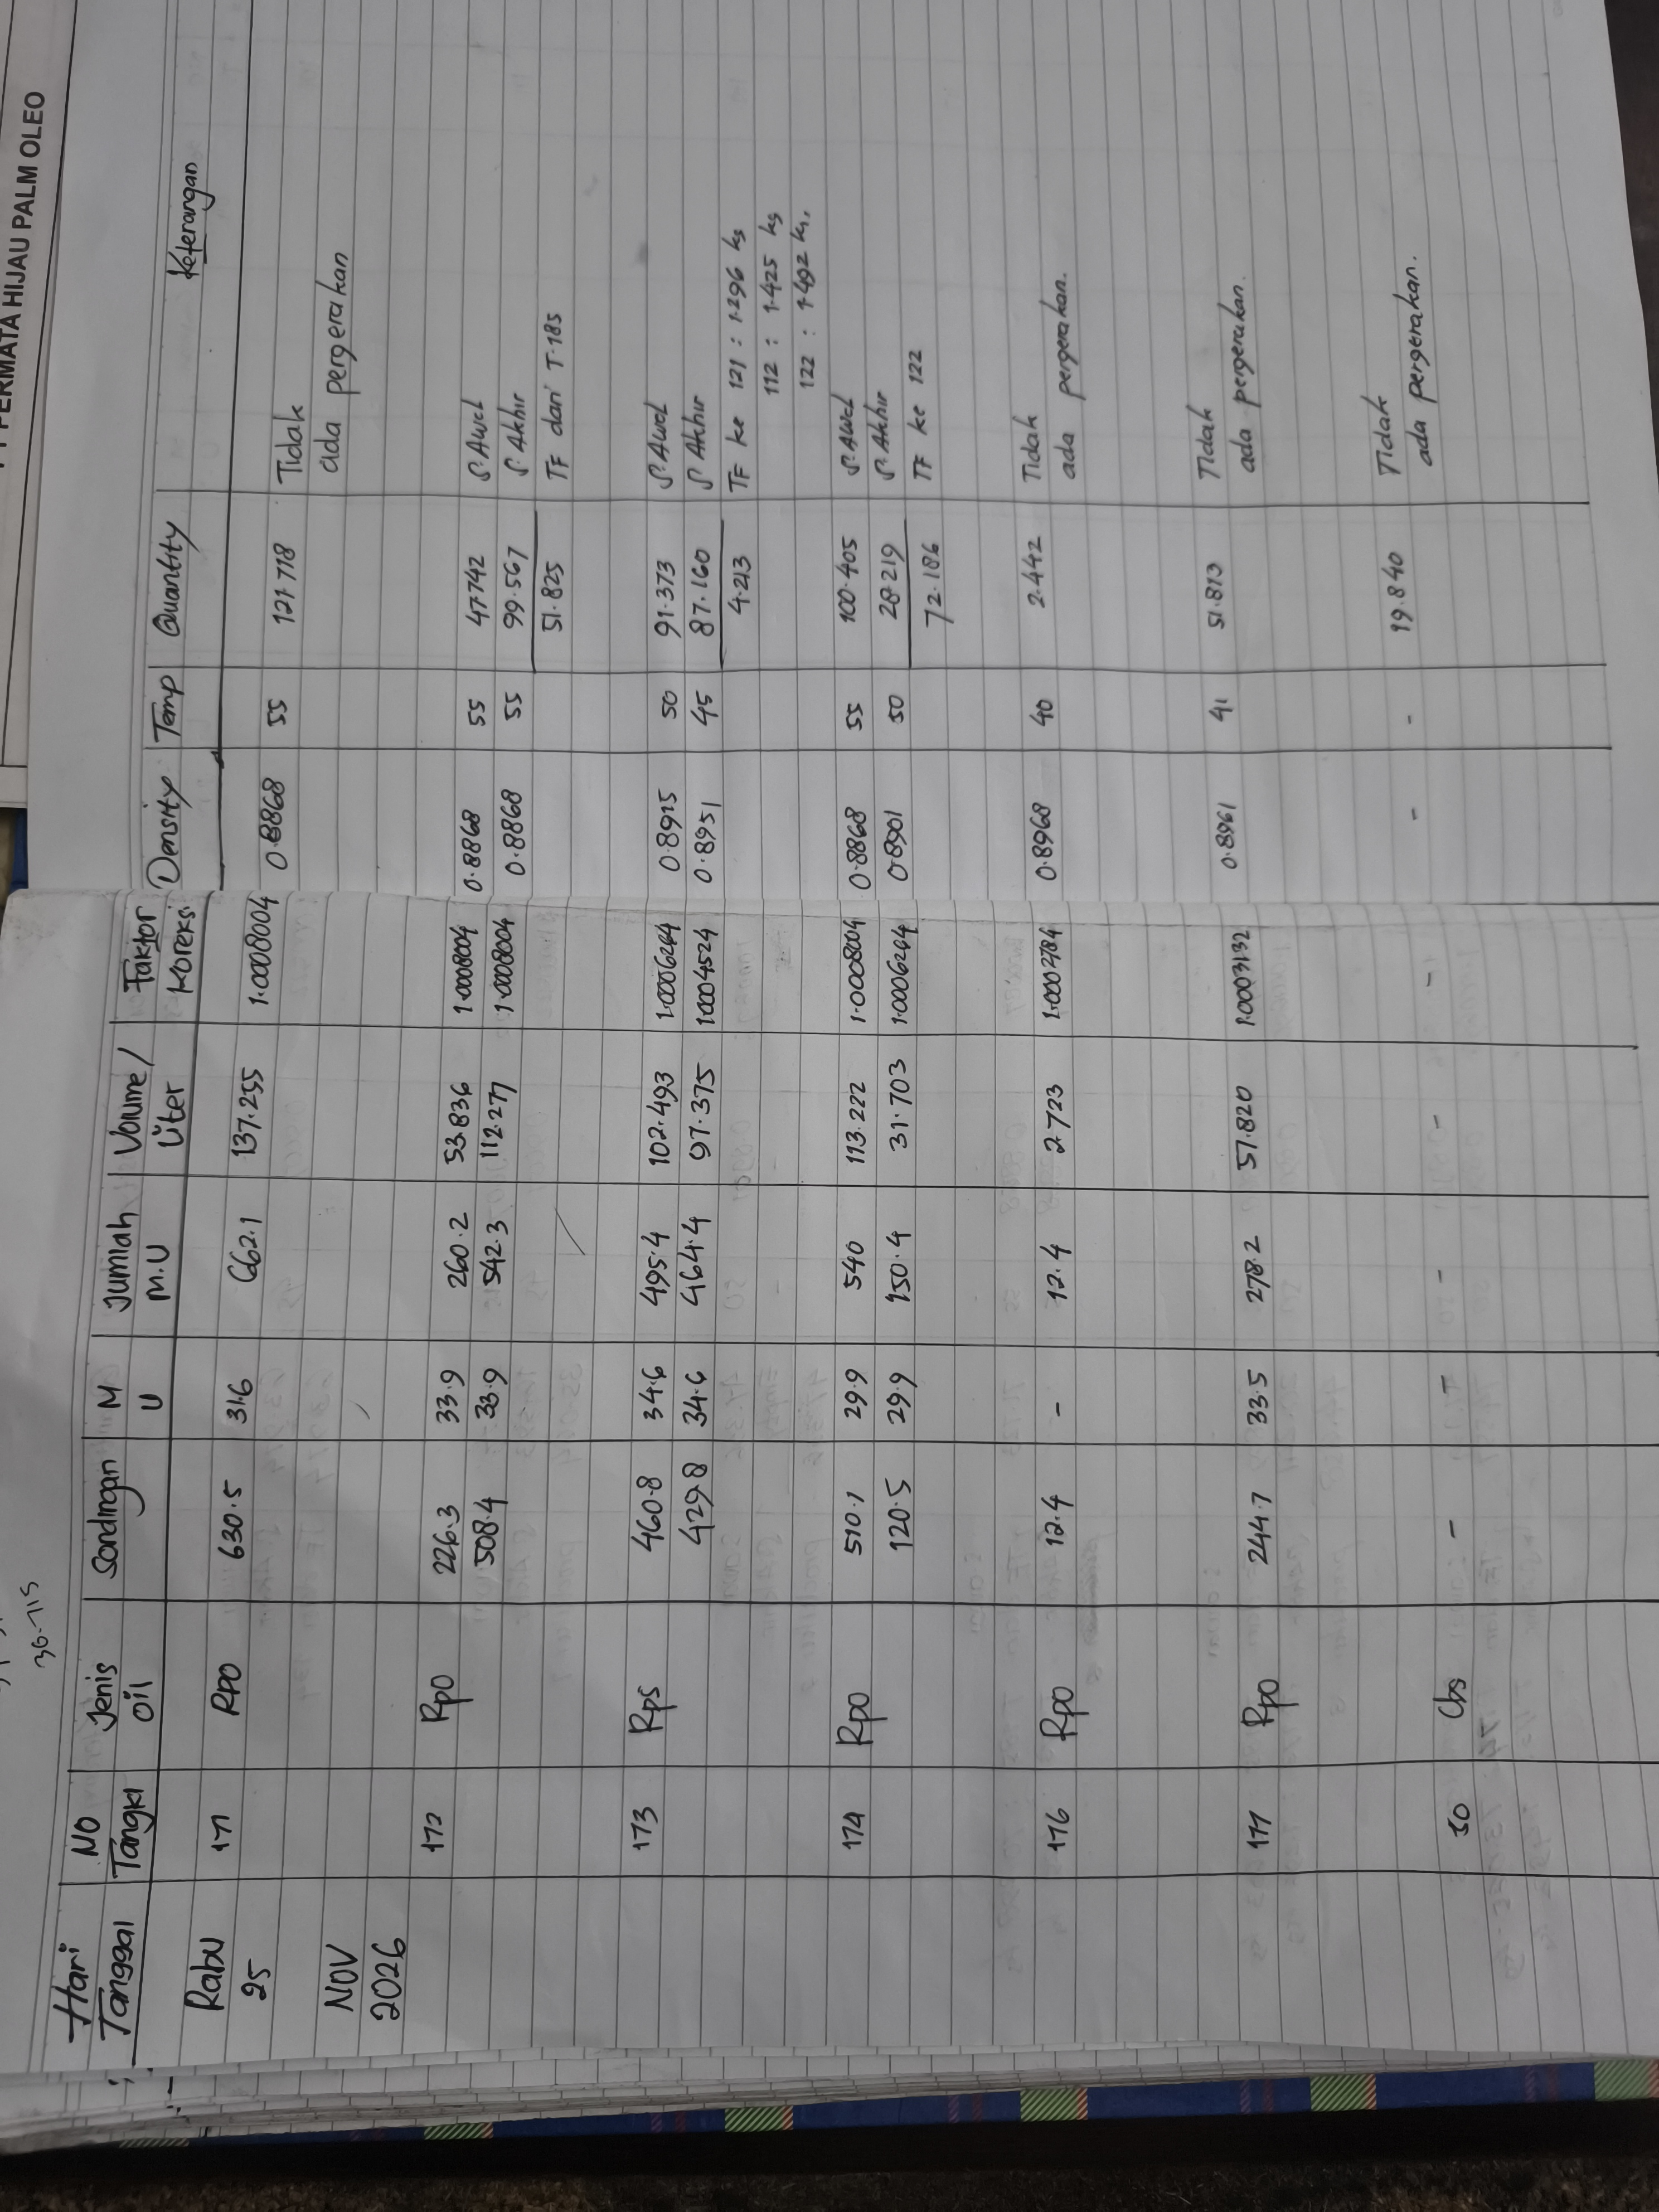 PERMATA HIJAU PALM OLEO
36-115
Hari Tanggal NO Tangki Jenis Oil Sondingan M U Jumlah M.U Volume / Liter Faktor Koreksi Density Temp Quantity Keterangan
Rabu 171 RPO 630.5 31.6 662.1 137.255 1.0008004 0.8868 55 121.718 Tidak
25 ada pergerakan
NOV
2026
172 Rpo 226.3 33.9 260.2 53.836 1.0008004 0.8868 55 47.742 S.Awal
508.4 33.9 542.3 112.277 1.0008004 0.8868 55 99.567 S.Akhir
51.825 TF dari T.185
173 Rps 460.8 34.6 495.4 102.493 1.0006264 0.8915 50 91.373 S.Awal
429.8 34.6 464.4 97.375 1.0004524 0.8951 45 87.160 S Akhir
4.213 TF ke 121 : 1.296 kg
112 : 1.425 kg
122 : 1.492 kg.
174 Rpo 510.1 29.9 540 113.222 1.0008004 0.8868 55 100.405 S.Awal
120.5 29.9 150.4 31.703 1.0006264 0.8901 50 28.219 S.Akhir
72.186 TF ke 122
176 Rpo 12.4 - 12.4 2.723 1.0002784 0.8968 40 2.442 Tidak
ada pergerakan.
177 Rpo 244.7 33.5 278.2 57.820 1.0003132 0.8961 41 51.813 Tidak
ada pergerakan.
30 Cbs - - - - - - - 19.840 Tidak
ada pergerakan.